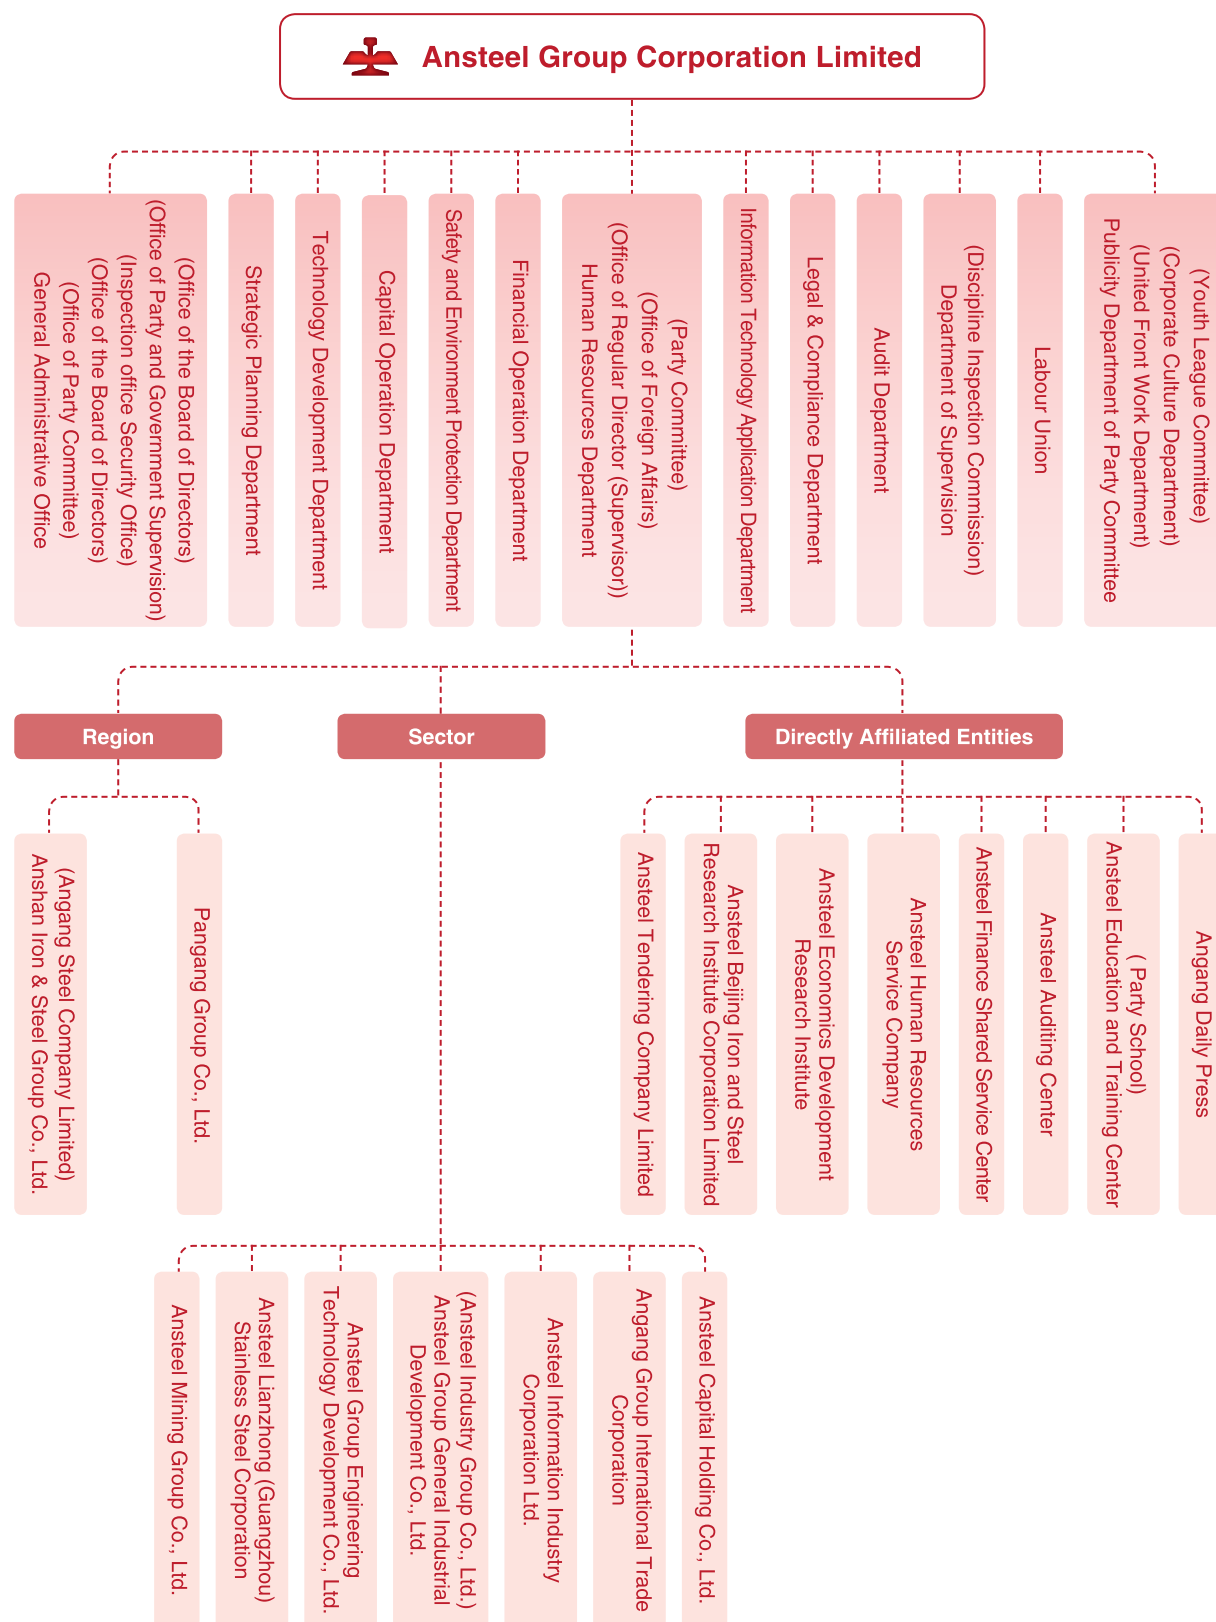 Ansteel Group Corporation Limited
(Office of the Board of Directors)
(Office of Party and Government Supervision)
(Inspection office Security Office)
(Office of the Board of Directors)
(Office of Party Committee)
General Administrative Office
Strategic Planning Department
Technology Development Department
Capital Operation Department
Safety and Environment Protection Department
Financial Operation Department
(Party Committee)
(Office of Foreign Affairs)
(Office of Regular Director (Supervisor))
Human Resources Department
Information Technology Application Department
Legal & Compliance Department
Audit Department
(Discipline Inspection Commission)
Department of Supervision
Labour Union
(Youth League Committee)
(Corporate Culture Department)
(United Front Work Department)
Publicity Department of Party Committee
Region
Sector
Directly Affiliated Entities
(Angang Steel Company Limited)
Anshan Iron & Steel Group Co., Ltd.
Pangang Group Co., Ltd.
Ansteel Tendering Company Limited
Ansteel Beijing Iron and Steel
Research Institute Corporation Limited
Ansteel Economics Development
Research Institute
Ansteel Human Resources
Service Company
Ansteel Finance Shared Service Center
Ansteel Auditing Center
( Party School)
Ansteel Education and Training Center
Angang Daily Press
Ansteel Mining Group Co., Ltd.
Ansteel Lianzhong (Guangzhou)
Stainless Steel Corporation
Ansteel Group Engineering
Technology Development Co., Ltd.
(Ansteel Industry Group Co., Ltd.)
Ansteel Group General Industrial
Development Co., Ltd.
Ansteel Information Industry
Corporation Ltd.
Angang Group International Trade
Corporation
Ansteel Capital Holding Co., Ltd.